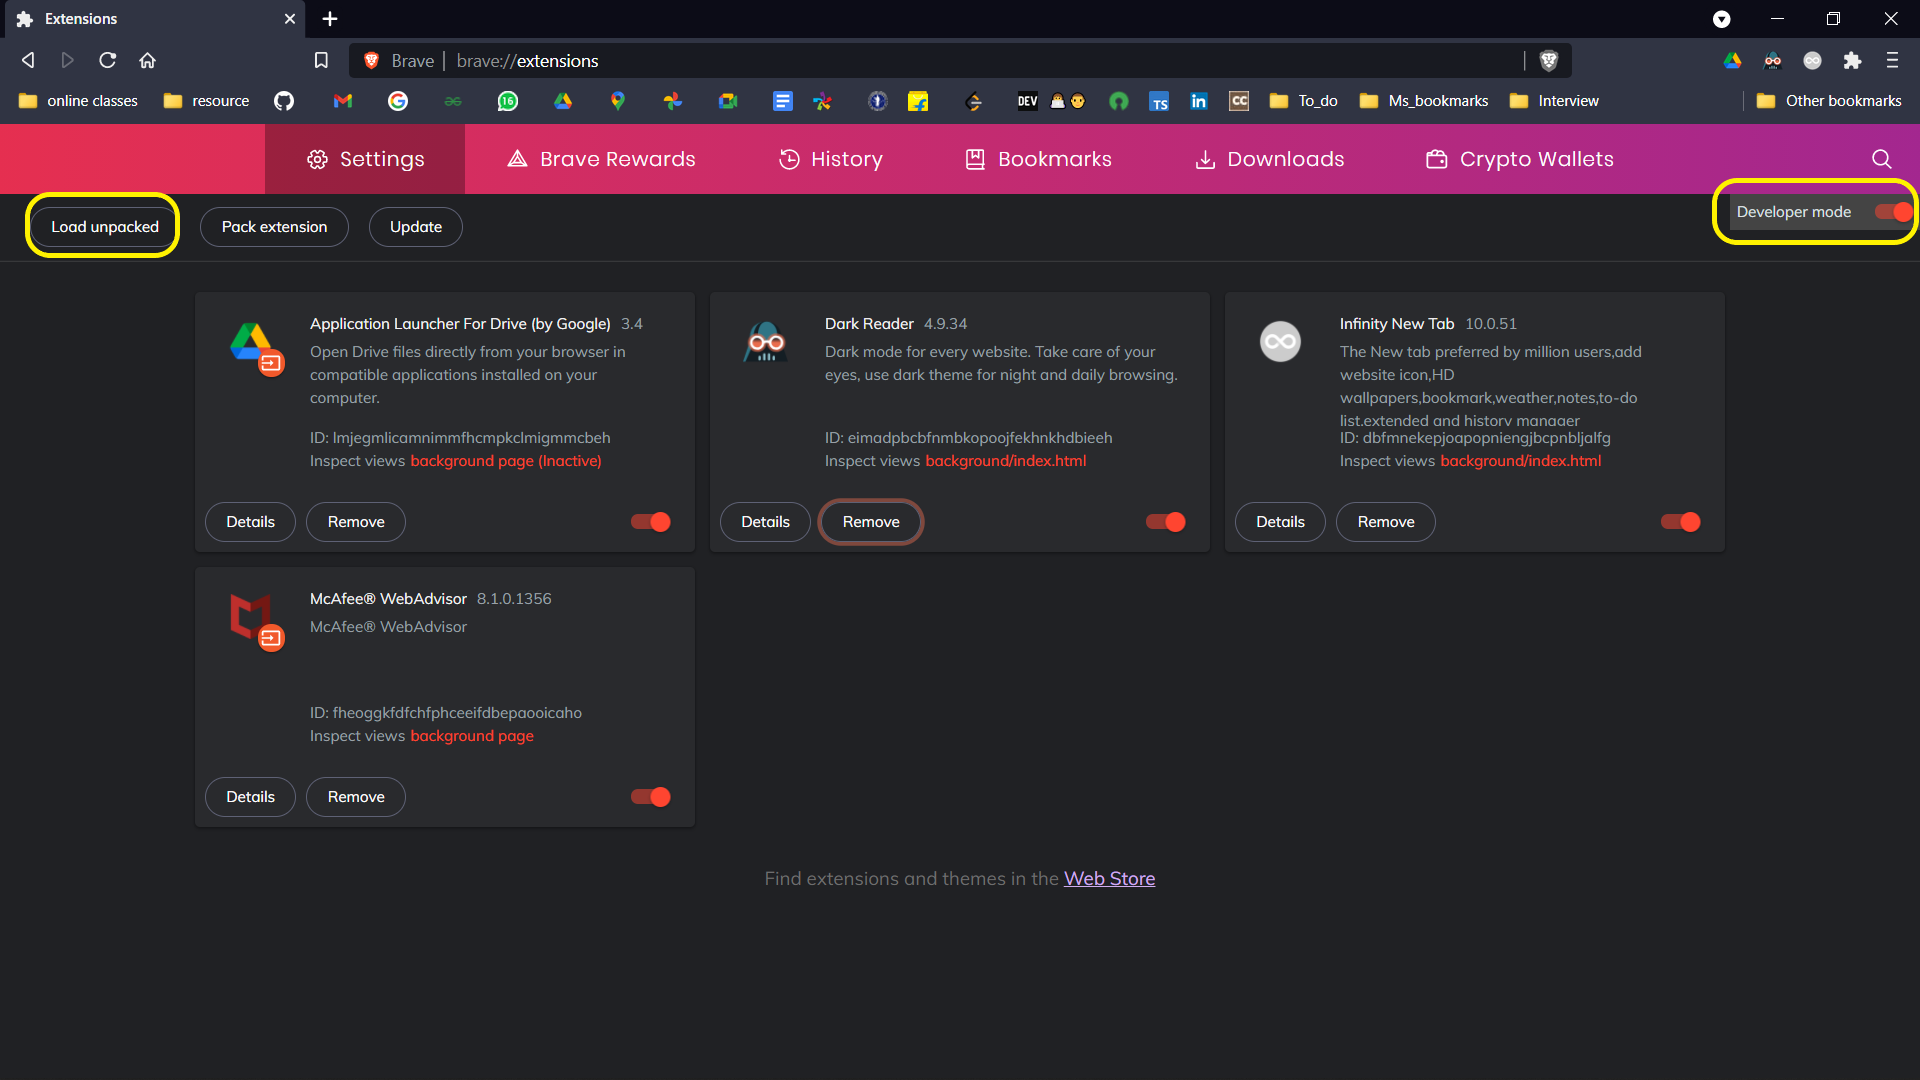 Extensions
Brave | brave://extensions
online classes resource 16 DEV TS in CC To_do Ms_bookmarks Interview Other bookmarks
Settings Brave Rewards History Bookmarks Downloads Crypto Wallets
Load unpacked Pack extension Update Developer mode
Application Launcher For Drive (by Google) 3.4
Open Drive files directly from your browser in
compatible applications installed on your
computer.
ID: lmjegmlicamnimmfhcmpkclmigmmcbeh
Inspect views background page (Inactive)
Details Remove
Dark Reader 4.9.34
Dark mode for every website. Take care of your
eyes, use dark theme for night and daily browsing.
ID: eimadpbcbfnmbkopoojfekhnkhdbieeh
Inspect views background/index.html
Details Remove
Infinity New Tab 10.0.51
The New tab preferred by million users,add
website icon,HD
wallpapers,bookmark,weather,notes,to-do
list,extended and history manager
ID: dbfmnekepjoapopniengjbcpnbljalfg
Inspect views background/index.html
Details Remove
McAfee® WebAdvisor 8.1.0.1356
McAfee® WebAdvisor
ID: fheoggkfdfchfphceeifdbepaooicaho
Inspect views background page
Details Remove
Find extensions and themes in the Web Store